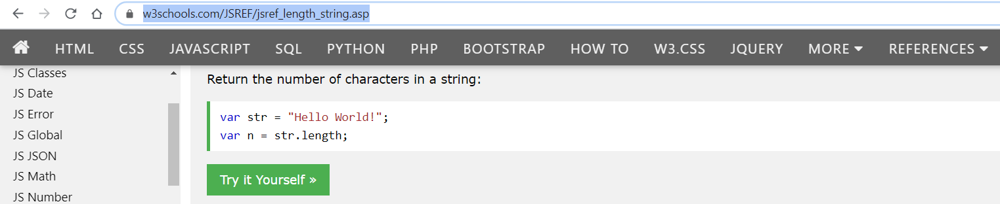 w3schools.com/JSREF/jsref_length_string.asp
HTML CSS JAVASCRIPT SQL PYTHON PHP BOOTSTRAP HOW TO W3.CSS JQUERY MORE REFERENCES
JS Classes
JS Date
JS Error
JS Global
JS JSON
JS Math
JS Number
Return the number of characters in a string:
var str = "Hello World!";
var n = str.length;
Try it Yourself »